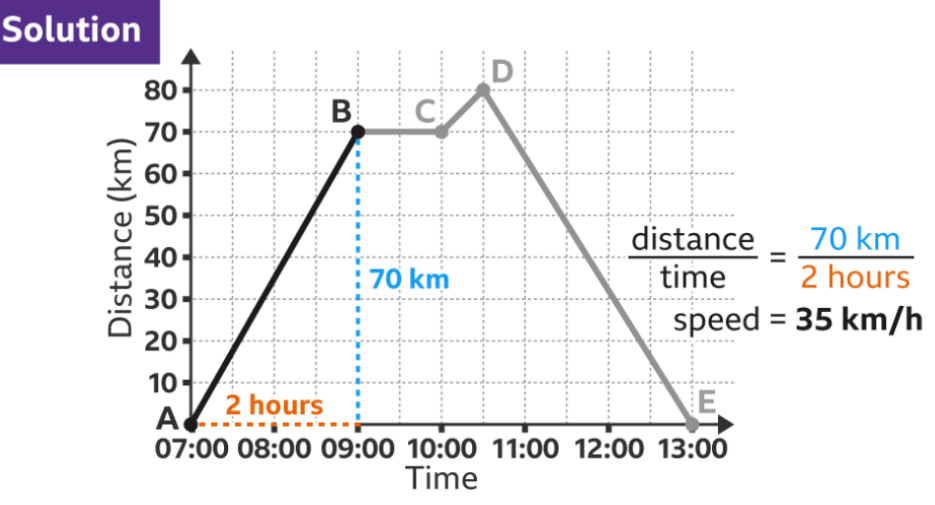 Solution
D
80
B
C
70
60
Distance (km)
50
distance = 70 km
time 2 hours
40
70 km
30
speed = 35 km/h
20
10
2 hours
E
A
07:00 08:00 09:00 10:00 11:00 12:00 13:00
Time